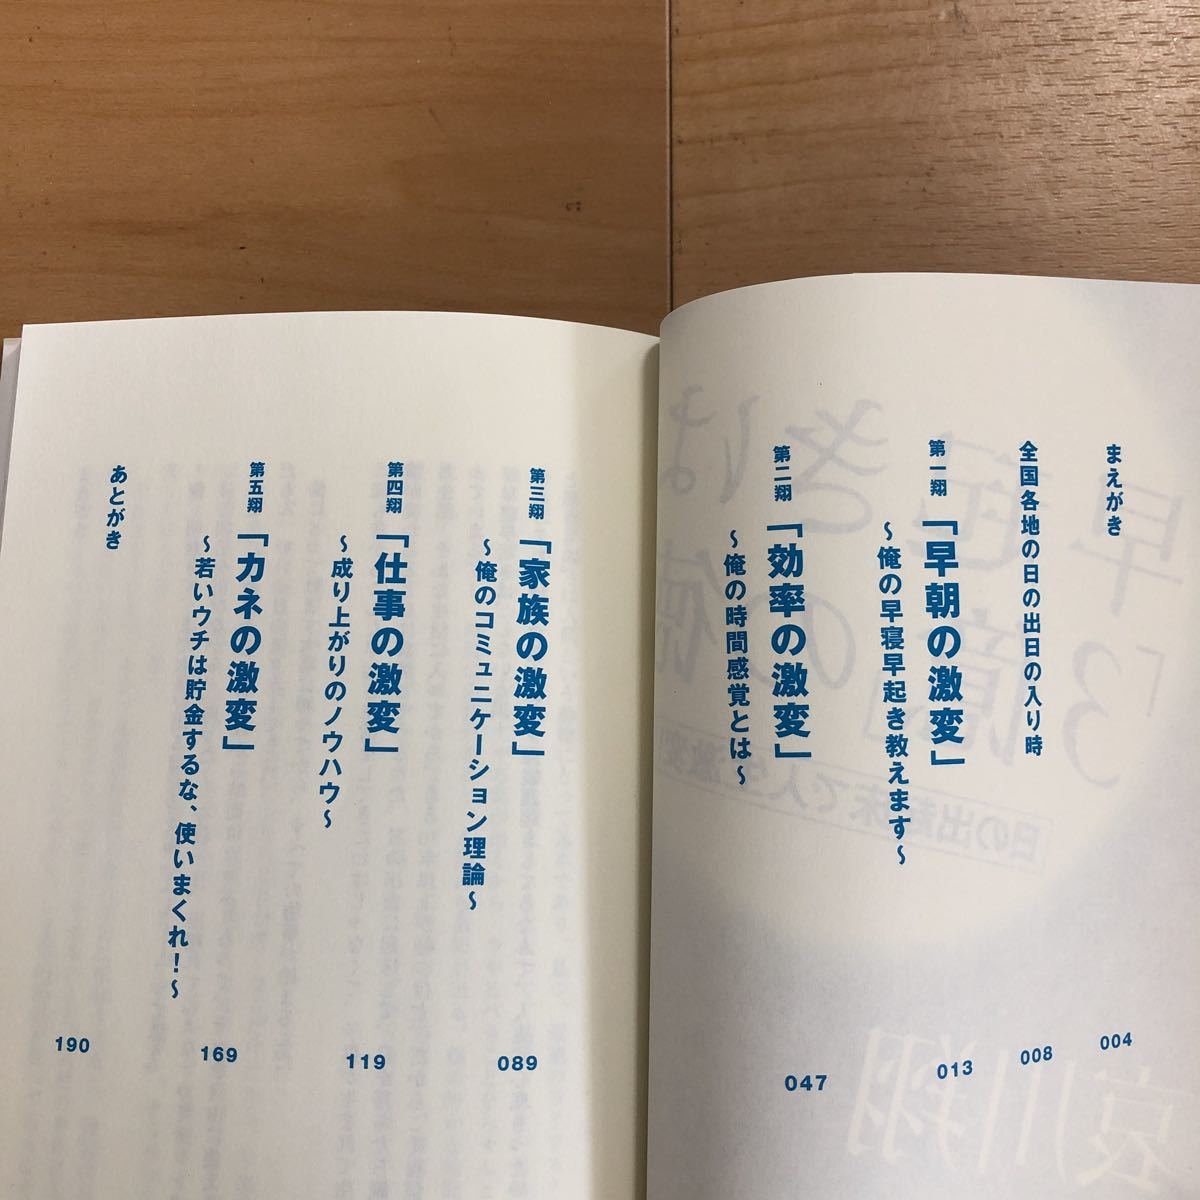 まえがき
004
全国各地の日の出日の入り時
008
第一翔 「早朝の激変」
～俺の早寝早起き教えます～
013
第二翔 「効率の激変」
～俺の時間感覚とは～
047
第三翔 「家族の激変」
～俺のコミュニケーション理論～
089
第四翔 「仕事の激変」
～成り上がりのノウハウ～
119
第五翔 「カネの激変」
～若いウチは貯金するな、使いまくれ！～
169
あとがき
190